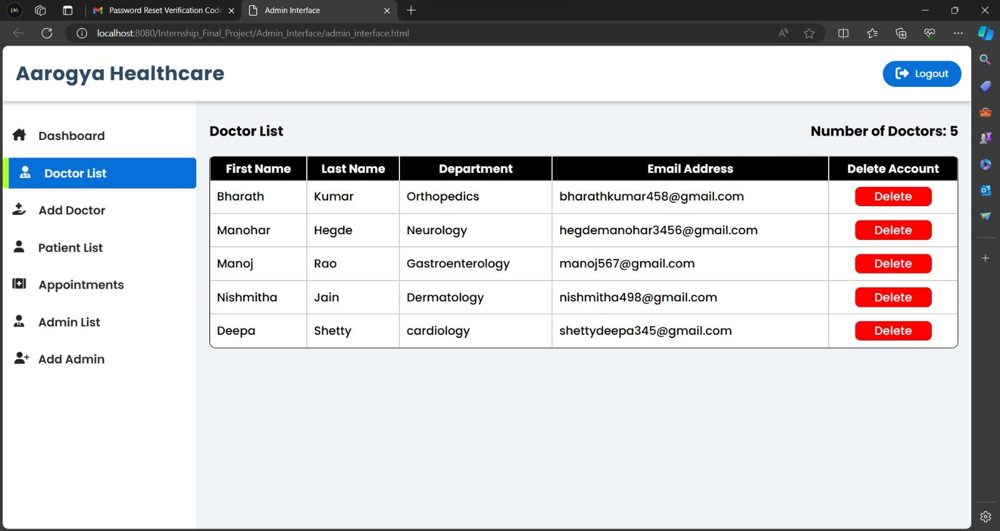 Password Reset Verification Code
Admin Interface
localhost:8080/Internship_Final_Project/Admin_Interface/admin_interface.html
Aarogya Healthcare
Logout
Dashboard
Doctor List
Add Doctor
Patient List
Appointments
Admin List
Add Admin
Doctor List
Number of Doctors: 5
First Name Last Name Department Email Address Delete Account
Bharath Kumar Orthopedics bharathkumar458@gmail.com Delete
Manohar Hegde Neurology hegdemanohar3456@gmail.com Delete
Manoj Rao Gastroenterology manoj567@gmail.com Delete
Nishmitha Jain Dermatology nishmitha498@gmail.com Delete
Deepa Shetty cardiology shettydeepa345@gmail.com Delete